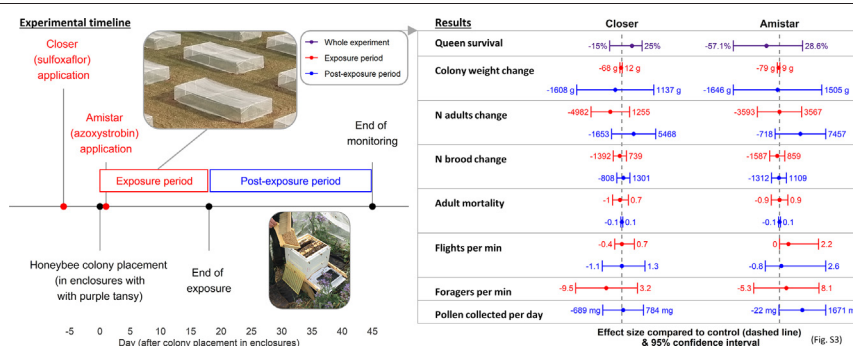 Experimental timeline
Closer
(sulfoxaflor)
application
Amistar
(azoxystrobin)
application
Whole experiment
Exposure period
Post-exposure period
End of
monitoring
Exposure period
Post-exposure period
Honeybee colony placement
(in enclosures with
with purple tansy)
End of
exposure
-5 0 5 10 15 20 25 30 35 40 45
Day (after colony placement in enclosures)
Results Closer Amistar
Queen survival -15% 25% -57.1% 28.6%
Colony weight change -68 g 12 g -79 g 9 g
-1608 g 1137 g -1646 g 1505 g
N adults change -4982 1255 -3593 3567
-1653 5468 -718 7457
N brood change -1392 739 -1587 859
-808 1301 -1312 1109
Adult mortality -1 0.7 -0.9 0.9
-0.1 0.1 -0.1 0.1
Flights per min -0.4 0.7 0 2.2
-1.1 1.3 -0.8 2.6
Foragers per min -9.5 3.2 -5.3 8.1
Pollen collected per day -689 mg 784 mg -22 mg 1671 m
Effect size compared to control (dashed line)
& 95% confidence interval (Fig. S3)